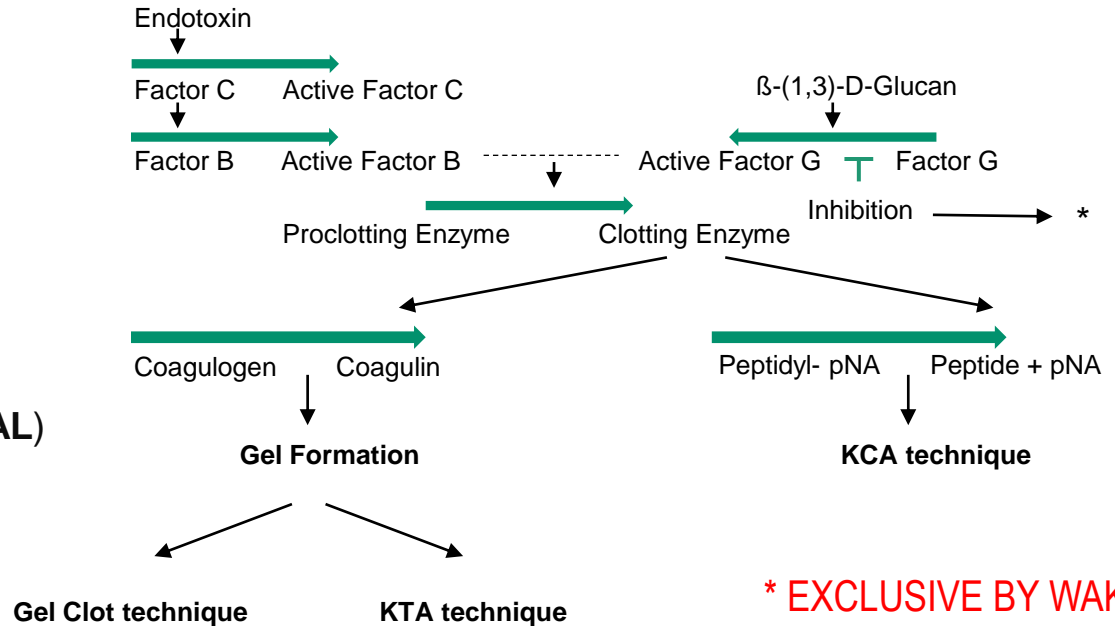 Endotoxin
Factor C Active Factor C
ß-(1,3)-D-Glucan
Factor B Active Factor B Active Factor G Factor G
Inhibition *
Proclotting Enzyme Clotting Enzyme
Coagulogen Coagulin Peptidyl- pNA Peptide + pNA
AL)
Gel Formation KCA technique
* EXCLUSIVE BY WAK
Gel Clot technique KTA technique